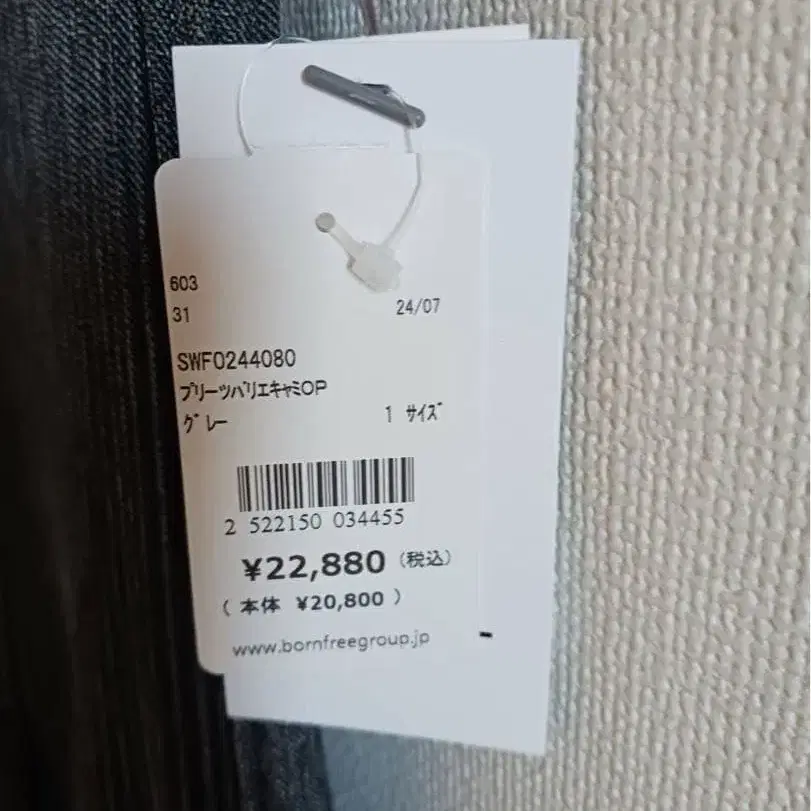 603
31
24/07
SWF0244080
ﾌﾟﾘｰﾂﾊﾞﾘｴｷｬﾐOP
ｸﾞﾚｰ 1 ｻｲｽﾞ
2 522150 034455
¥22,880 (税込)
( 本体 ¥20,800 )
www.bornfreegroup.jp